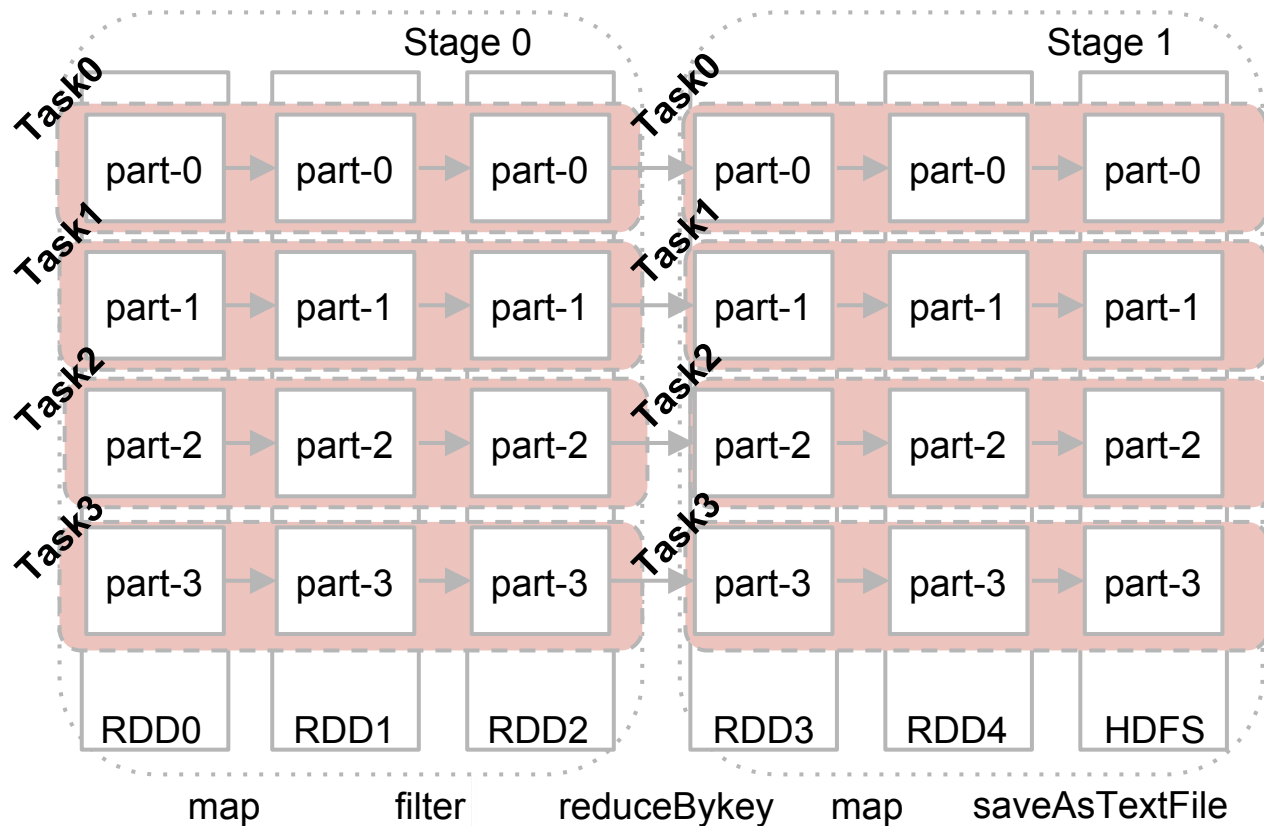 Stage 0
Stage 1
Task0
Task0
part-0
part-0
part-0
part-0
part-0
part-0
Task1
Task1
part-1
part-1
part-1
part-1
part-1
part-1
Task2
Task2
part-2
part-2
part-2
part-2
part-2
part-2
Task3
Task3
part-3
part-3
part-3
part-3
part-3
part-3
RDD0
RDD1
RDD2
RDD3
RDD4
HDFS
map
filter
reduceBykey
map
saveAsTextFile